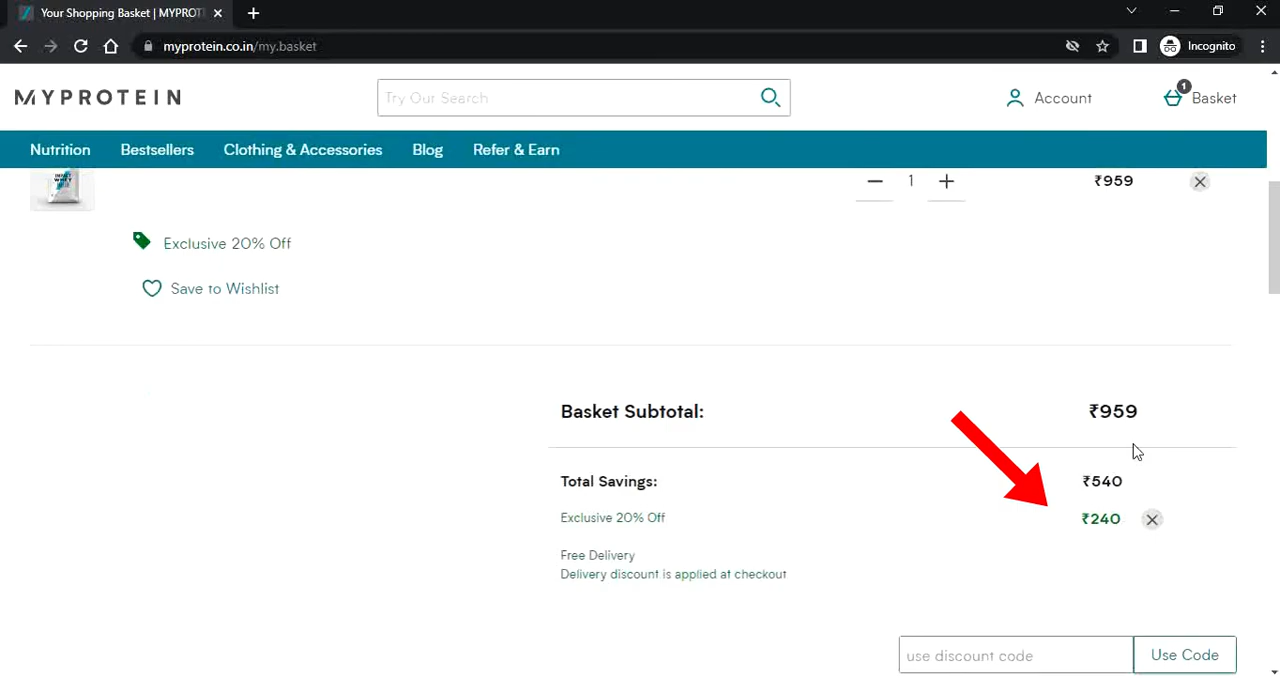 Your Shopping Basket | MYPROT
myprotein.co.in/my.basket
Incognito
MYPROTEIN
Try Our Search
Account
1
Basket
Nutrition
Bestsellers
Clothing & Accessories
Blog
Refer & Earn
IMPACT
WHEY
1
₹959
Exclusive 20% Off
Save to Wishlist
Basket Subtotal:
₹959
Total Savings:
₹540
Exclusive 20% Off
₹240
Free Delivery
Delivery discount is applied at checkout
use discount code
Use Code